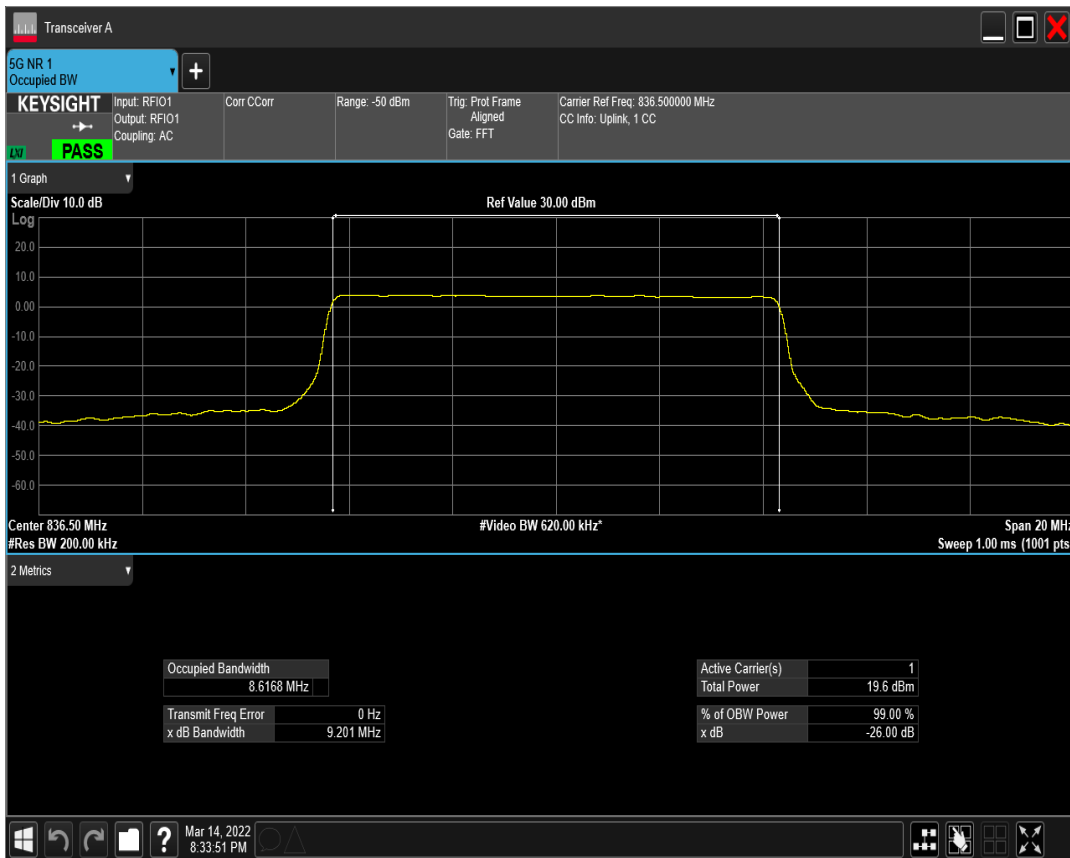 Transceiver A
5G NR 1
Occupied BW
KEYSIGHT
LXI
PASS
Input: RFIO1
Output: RFIO1
Coupling: AC
Corr CCorr
Range: -50 dBm
Trig: Prot Frame
Aligned
Gate: FFT
Carrier Ref Freq: 836.500000 MHz
CC Info: Uplink, 1 CC
1 Graph
Scale/Div 10.0 dB
Ref Value 30.00 dBm
Log
20.0
10.0
0.00
-10.0
-20.0
-30.0
-40.0
-50.0
-60.0
Center 836.50 MHz
#Video BW 620.00 kHz*
Span 20 MHz
#Res BW 200.00 kHz
Sweep 1.00 ms (1001 pts
2 Metrics
Occupied Bandwidth
8.6168 MHz
Transmit Freq Error 0 Hz
x dB Bandwidth 9.201 MHz
Active Carrier(s) 1
Total Power 19.6 dBm
% of OBW Power 99.00 %
x dB -26.00 dB
?
Mar 14, 2022
8:33:51 PM